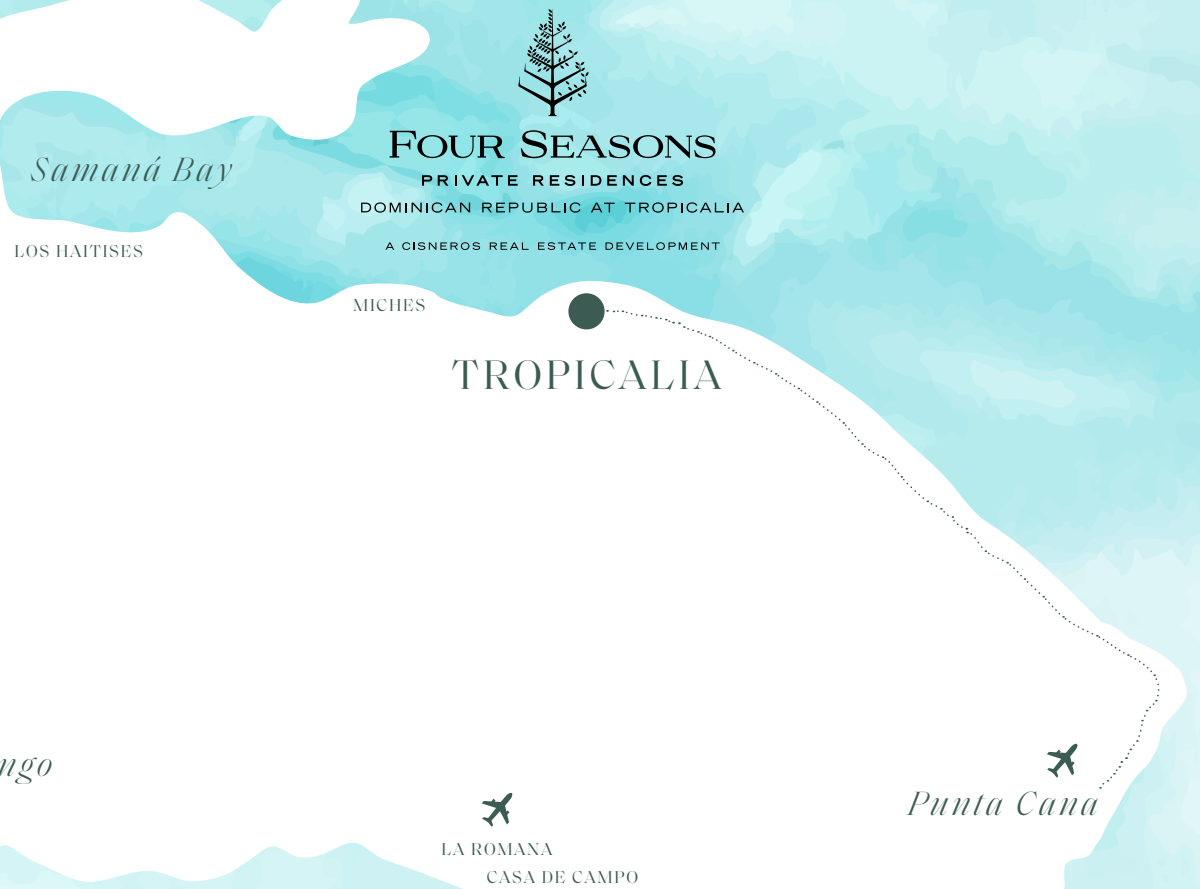 FOUR SEASONS
PRIVATE RESIDENCES
DOMINICAN REPUBLIC AT TROPICALIA
A CISNEROS REAL ESTATE DEVELOPMENT
Samaná Bay
LOS HAITISES
MICHES
TROPICALIA
ngo
Punta Cana
LA ROMANA
CASA DE CAMPO